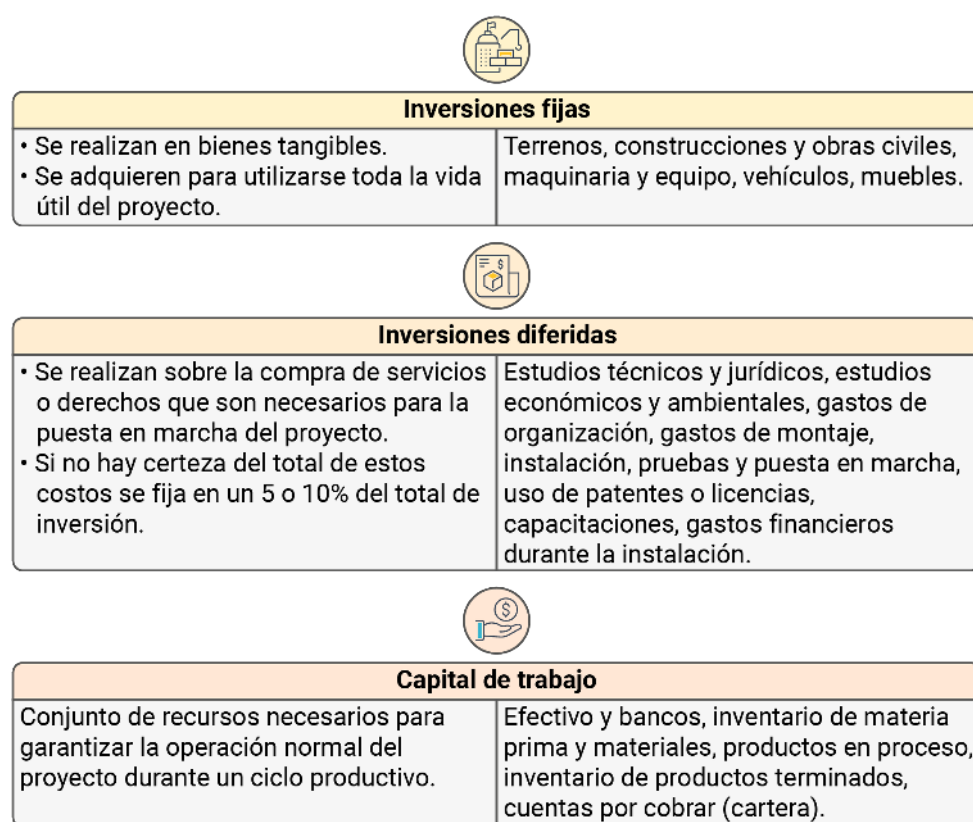 Inversiones fijas
• Se realizan en bienes tangibles.
• Se adquieren para utilizarse toda la vida
útil del proyecto.
Terrenos, construcciones y obras civiles,
maquinaria y equipo, vehículos, muebles.
$
Inversiones diferidas
• Se realizan sobre la compra de servicios
o derechos que son necesarios para la
puesta en marcha del proyecto.
• Si no hay certeza del total de estos
costos se fija en un 5 o 10% del total de
inversión.
Estudios técnicos y jurídicos, estudios
económicos y ambientales, gastos de
organización, gastos de montaje,
instalación, pruebas y puesta en marcha,
uso de patentes o licencias,
capacitaciones, gastos financieros
durante la instalación.
$
Capital de trabajo
Conjunto de recursos necesarios para
garantizar la operación normal del
proyecto durante un ciclo productivo.
Efectivo y bancos, inventario de materia
prima y materiales, productos en proceso,
inventario de productos terminados,
cuentas por cobrar (cartera).